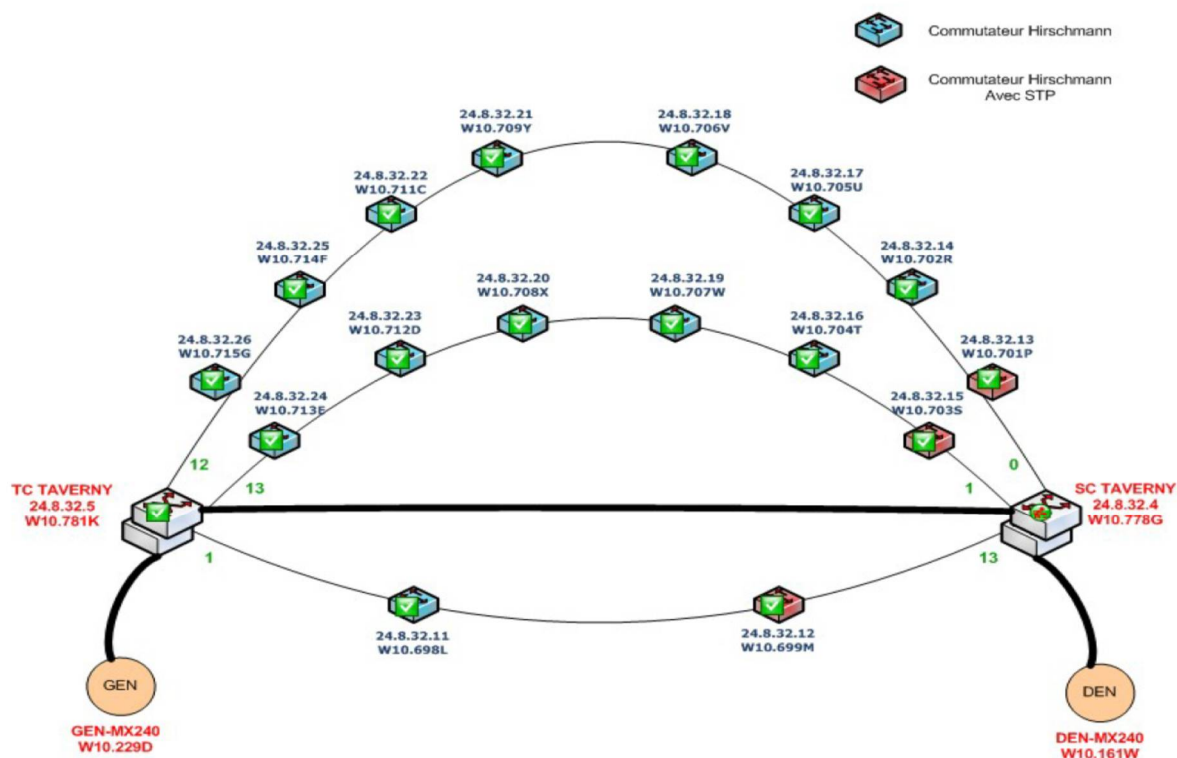 Commutateur Hirschmann
Commutateur Hirschmann
Avec STP
24.8.32.21
W10.709Y
24.8.32.18
W10.706V
24.8.32.22
W10.711C
24.8.32.17
W10.705U
24.8.32.25
W10.714F
24.8.32.14
W10.702R
24.8.32.20
W10.708X
24.8.32.19
W10.707W
24.8.32.23
W10.712D
24.8.32.16
W10.704T
24.8.32.26
W10.715G
24.8.32.13
W10.701P
24.8.32.24
W10.713E
24.8.32.15
W10.703S
12
0
13
1
TC TAVERNY
24.8.32.5
W10.781K
SC TAVERNY
24.8.32.4
W10.778G
1
13
24.8.32.11
W10.698L
24.8.32.12
W10.699M
GEN
DEN
GEN-MX240
W10.229D
DEN-MX240
W10.161W